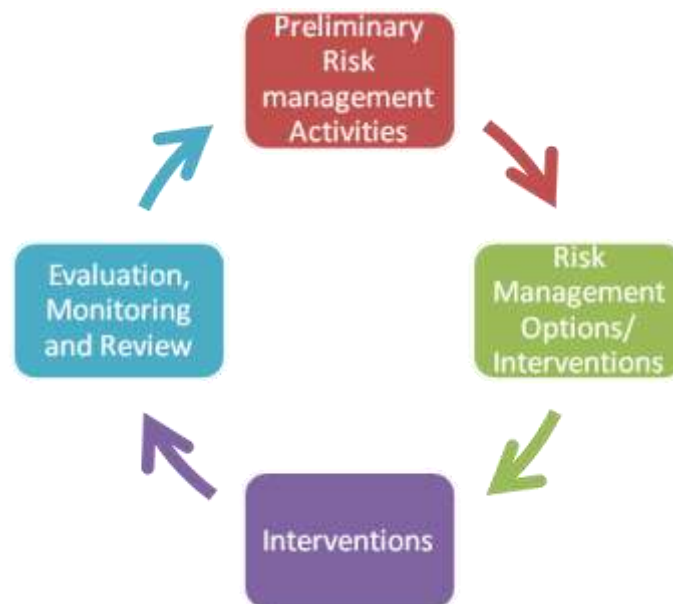 Preliminary
Risk
management
Activities
Risk
Management
Options/
Interventions
Interventions
Evaluation,
Monitoring
and Review